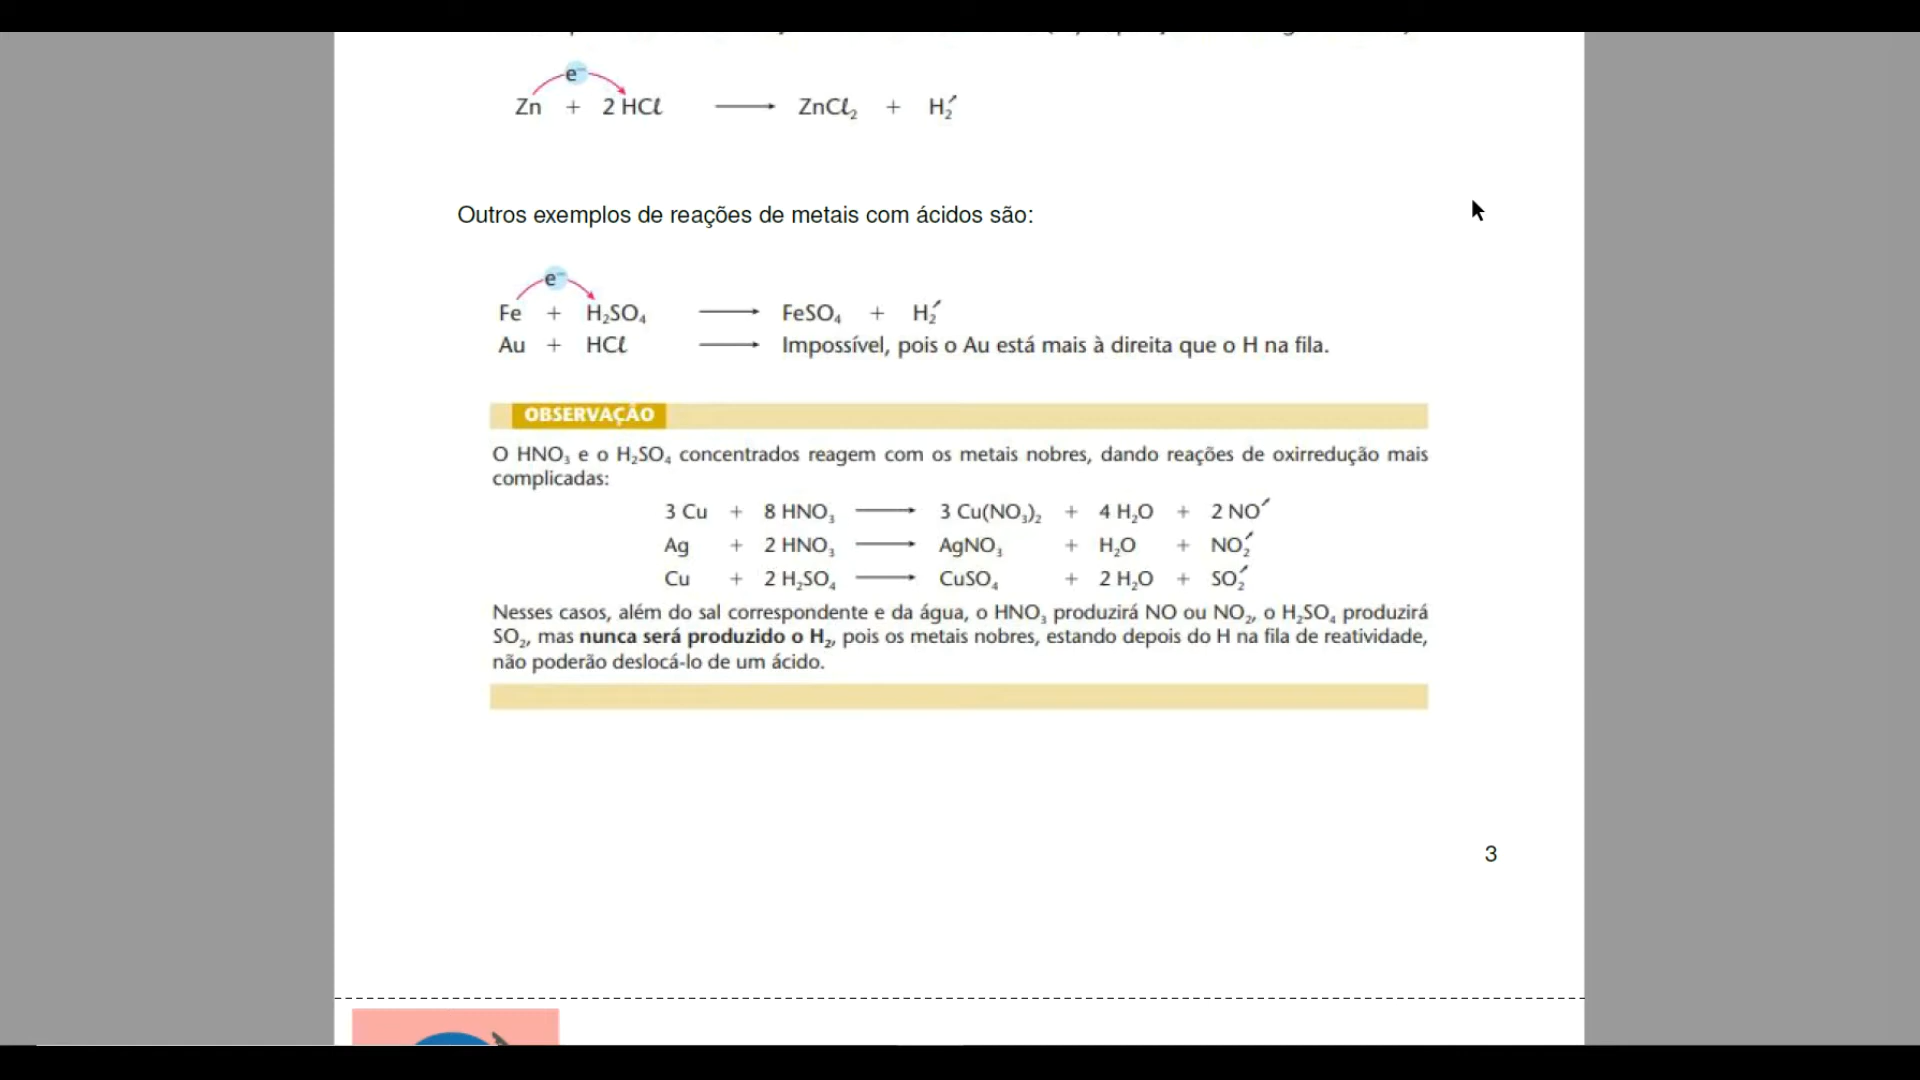 e⁻
Zn + 2 HCℓ ⟶ ZnCℓ₂ + H₂↗
Outros exemplos de reações de metais com ácidos são:
e⁻
Fe + H₂SO₄ ⟶ FeSO₄ + H₂↗
Au + HCℓ ⟶ Impossível, pois o Au está mais à direita que o H na fila.
OBSERVAÇÃO
O HNO₃ e o H₂SO₄ concentrados reagem com os metais nobres, dando reações de oxirredução mais
complicadas:
3 Cu + 8 HNO₃ ⟶ 3 Cu(NO₃)₂ + 4 H₂O + 2 NO↗
Ag + 2 HNO₃ ⟶ AgNO₃ + H₂O + NO₂↗
Cu + 2 H₂SO₄ ⟶ CuSO₄ + 2 H₂O + SO₂↗
Nesses casos, além do sal correspondente e da água, o HNO₃ produzirá NO ou NO₂, o H₂SO₄ produzirá
SO₂, mas nunca será produzido o H₂, pois os metais nobres, estando depois do H na fila de reatividade,
não poderão deslocá-lo de um ácido.
3